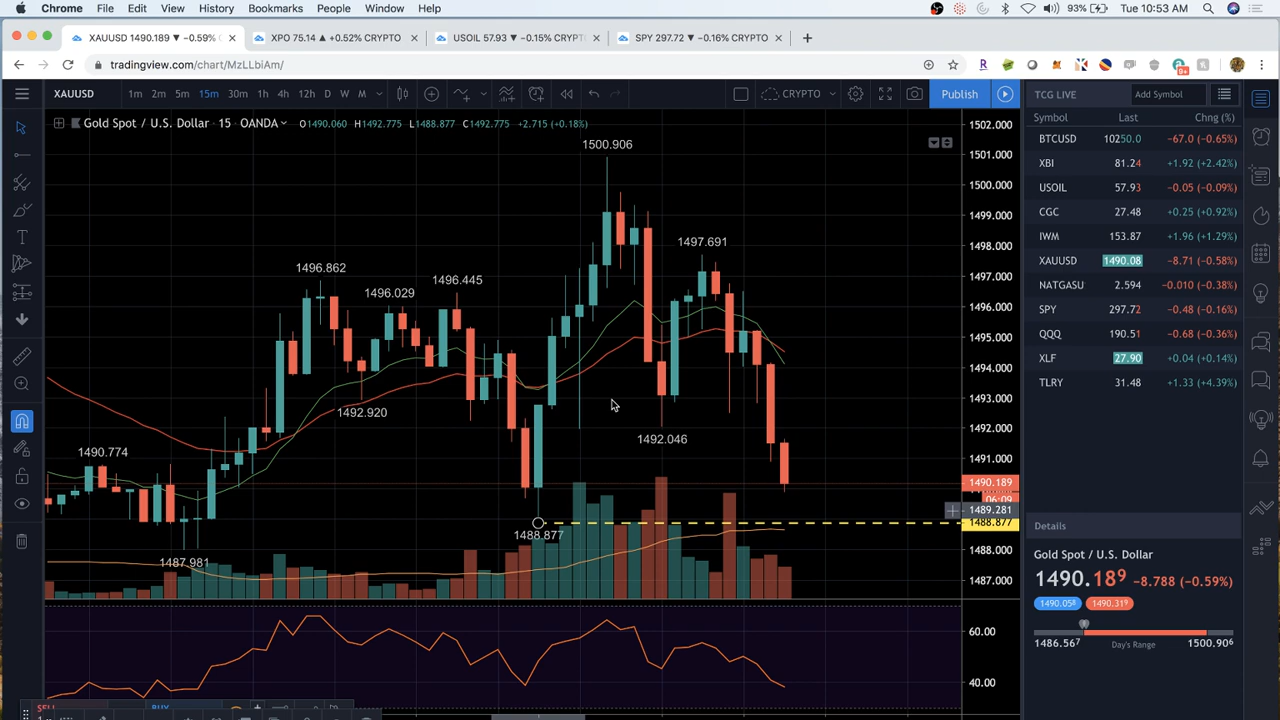 Chrome File Edit View History Bookmarks People Window Help 93% Tue 10:53 AM
XAUUSD 1490.189 ▼ −0.59% CRYPTO × XPO 75.14 ▲ +0.52% CRYPTO × USOIL 57.93 ▼ −0.15% CRYPT × SPY 297.72 ▼ −0.16% CRYPTO × +
tradingview.com/chart/MzLLbiAm/
XAUUSD 1m 2m 5m 15m 30m 1h 4h 12h D W M CRYPTO Publish
TCG LIVE Add Symbol
Gold Spot / U.S. Dollar · 15 · OANDA O1490.060 H1492.775 L1488.877 C1492.775 +2.715 (+0.18%)
Symbol Last Chng (%)
BTCUSD 10250.0 −67.0 (−0.65%)
XBI 81.24 +1.92 (+2.42%)
USOIL 57.93 −0.05 (−0.09%)
CGC 27.48 +0.25 (+0.92%)
IWM 153.87 +1.96 (+1.29%)
XAUUSD 1490.08 −8.71 (−0.58%)
NATGASU 2.594 −0.010 (−0.38%)
SPY 297.72 −0.48 (−0.16%)
QQQ 190.51 −0.68 (−0.36%)
XLF 27.90 +0.04 (+0.14%)
TLRY 31.48 +1.33 (+4.39%)
1500.906
1497.691
1496.862
1496.445
1496.029
1492.920
1492.046
1490.774
1488.877
1487.981
1502.000
1501.000
1500.000
1499.000
1498.000
1497.000
1496.000
1495.000
1494.000
1493.000
1492.000
1491.000
1490.189
06:09
1489.281
1488.877
1488.000
1487.000
60.00
40.00
Details
Gold Spot / U.S. Dollar
1490.189 −8.788 (−0.59%)
1490.05⁸ 1490.31⁹
1486.56⁷ Day's Range 1500.90⁶
SELL BUY